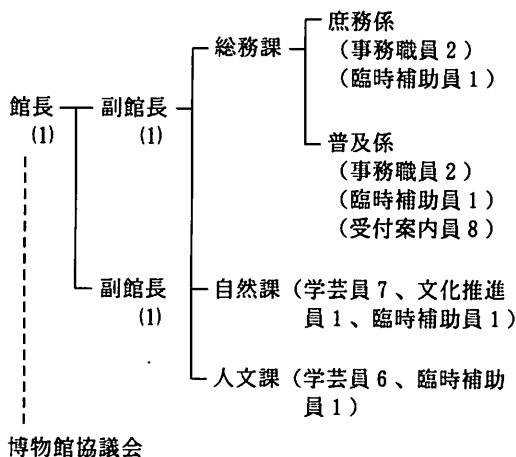 庶務係
総務課
（事務職員2）
（臨時補助員1）
館長
副館長
(1)
(1)
普及係
（事務職員2）
（臨時補助員1）
（受付案内員8）
副館長
(1)
自然課（学芸員7、文化推進
員1、臨時補助員1）
人文課（学芸員6、臨時補助
員1）
博物館協議会